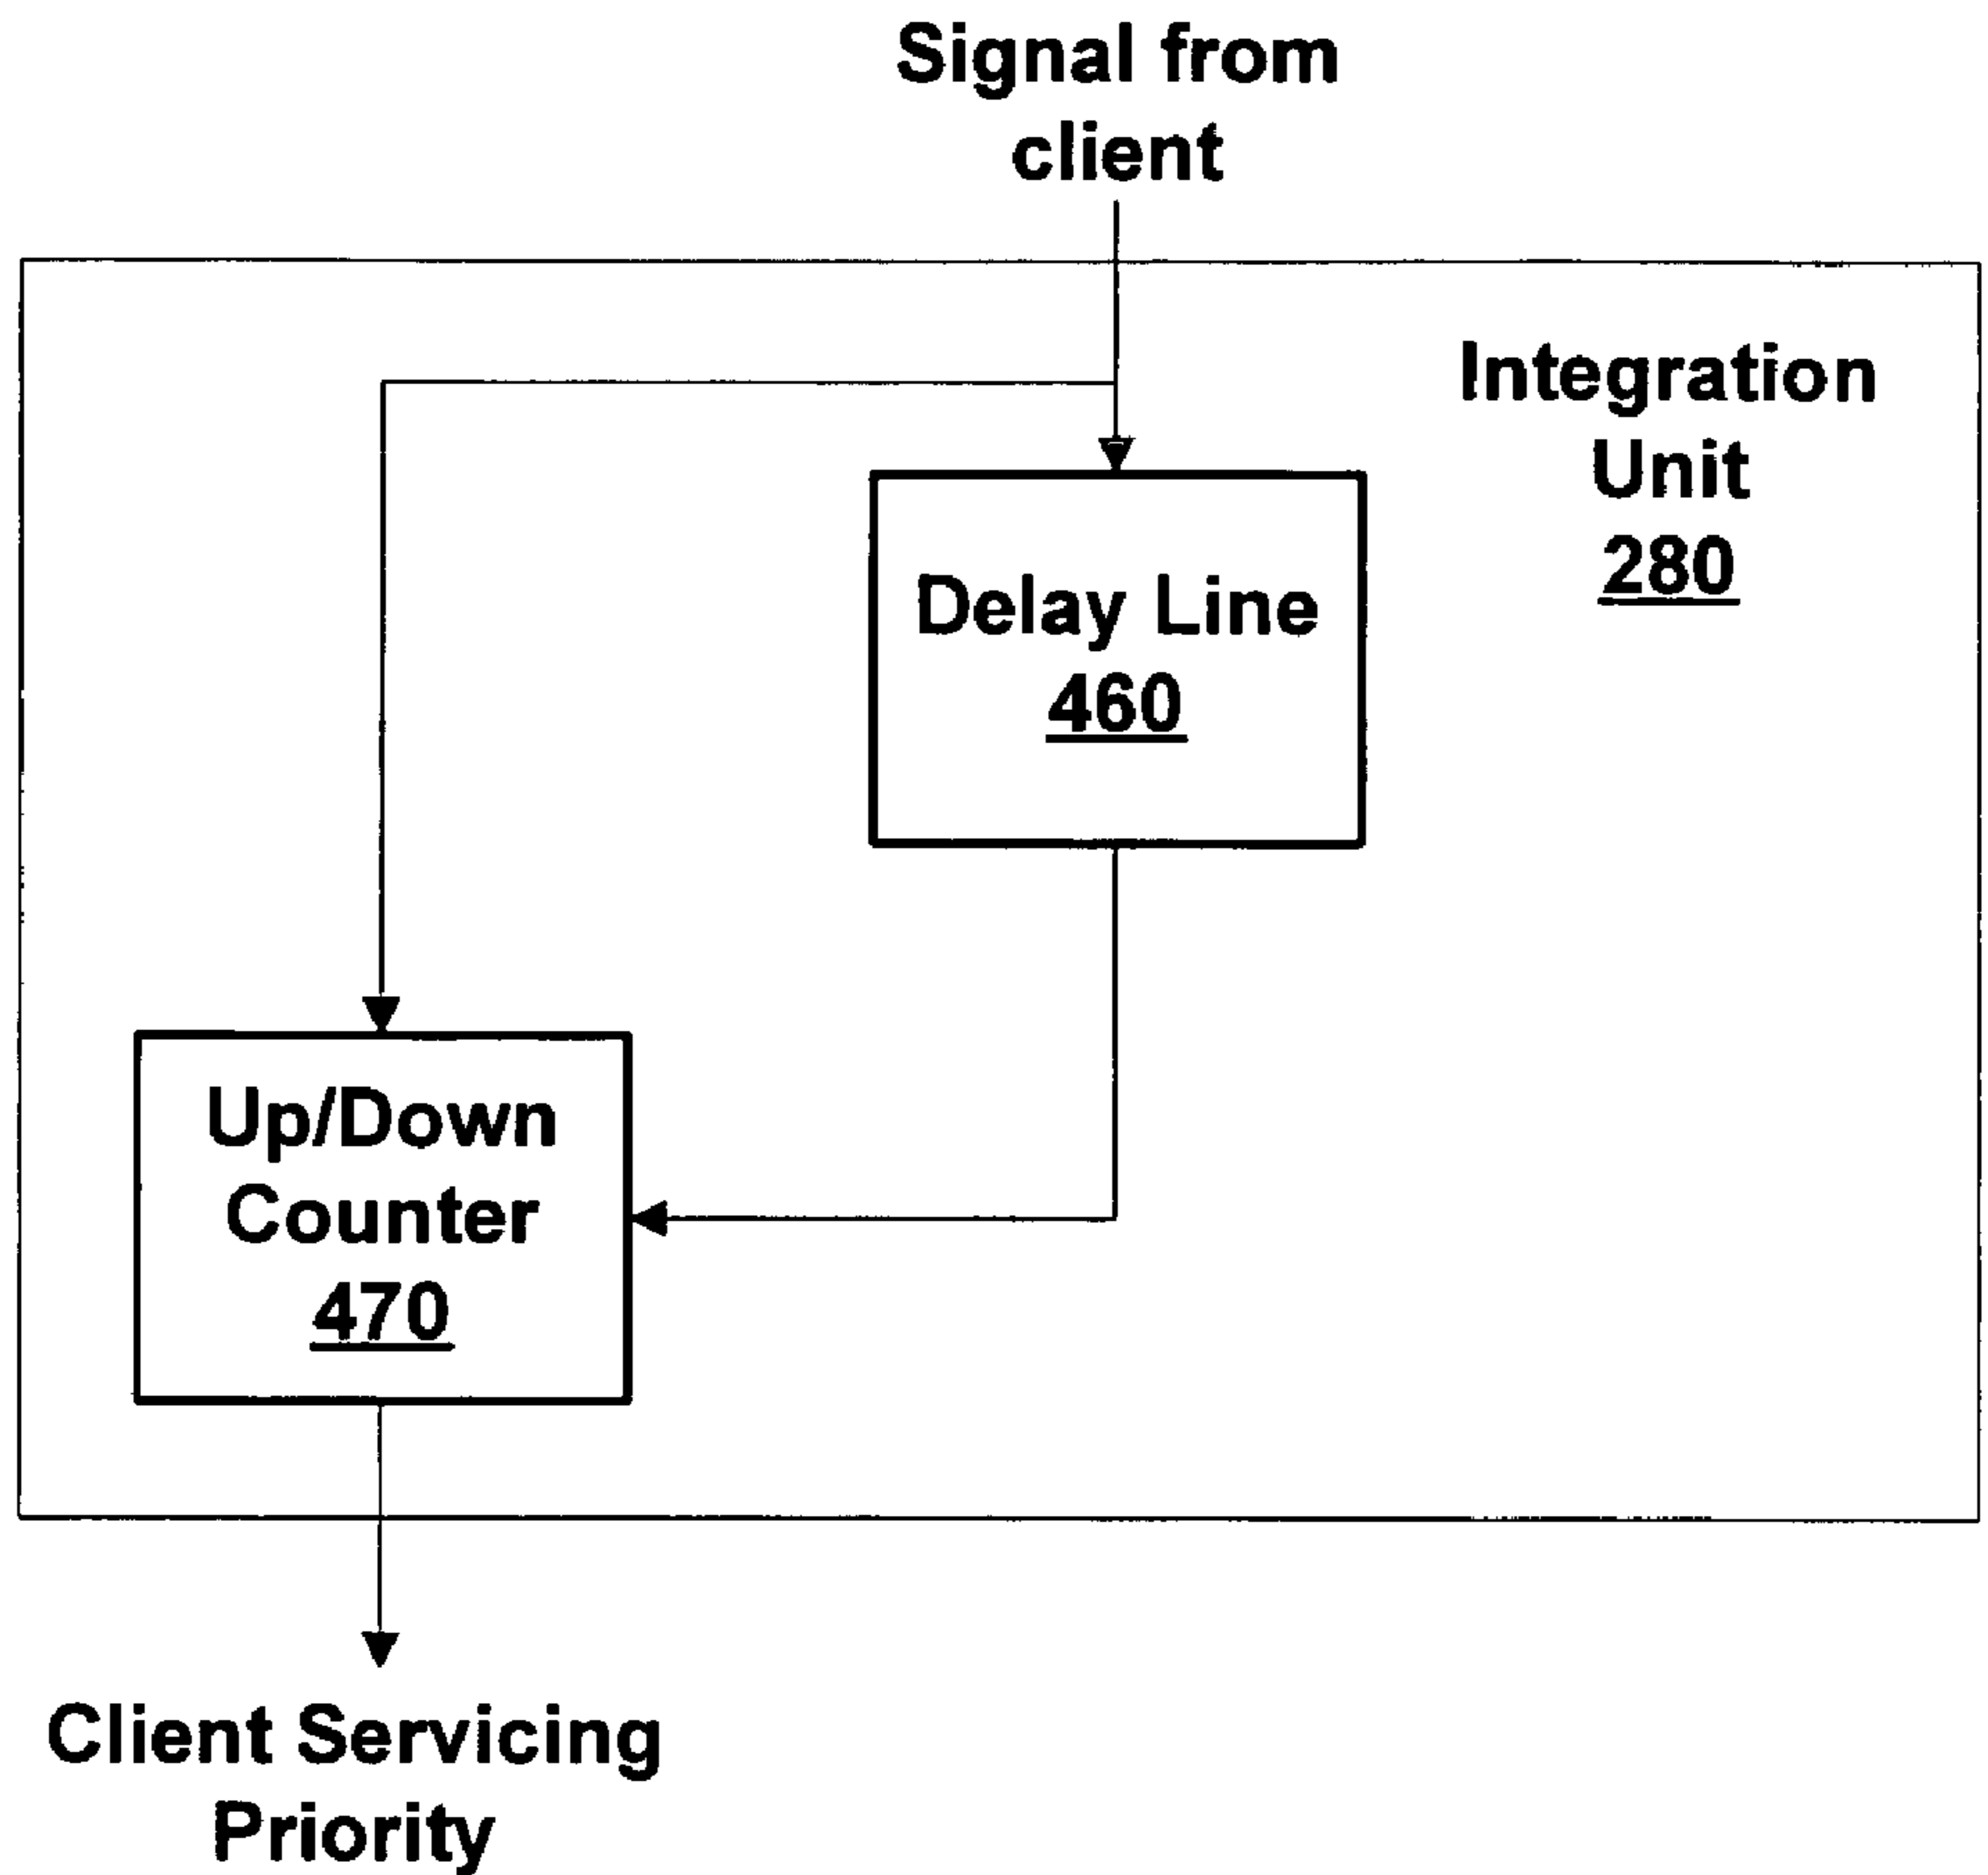 Signal from
client
Integration
Unit
280
Delay Line
460
Up/Down
Counter
470
Client Servicing
Priority